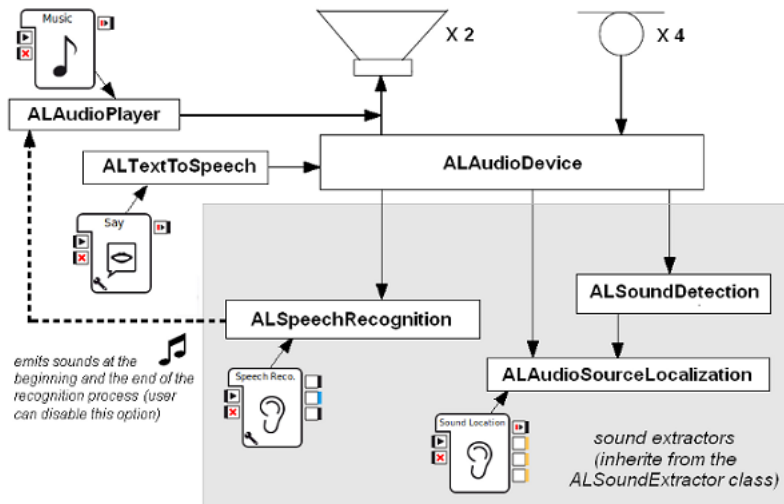 Music
X 2
X 4
ALAudioPlayer
ALTextToSpeech
ALAudioDevice
Say
ALSoundDetection
ALSpeechRecognition
emits sounds at the
beginning and the end of the
recognition process (user
can disable this option)
Speech Reco.
ALAudioSourceLocalization
Sound Location
sound extractors
(inherite from the
ALSoundExtractor class)